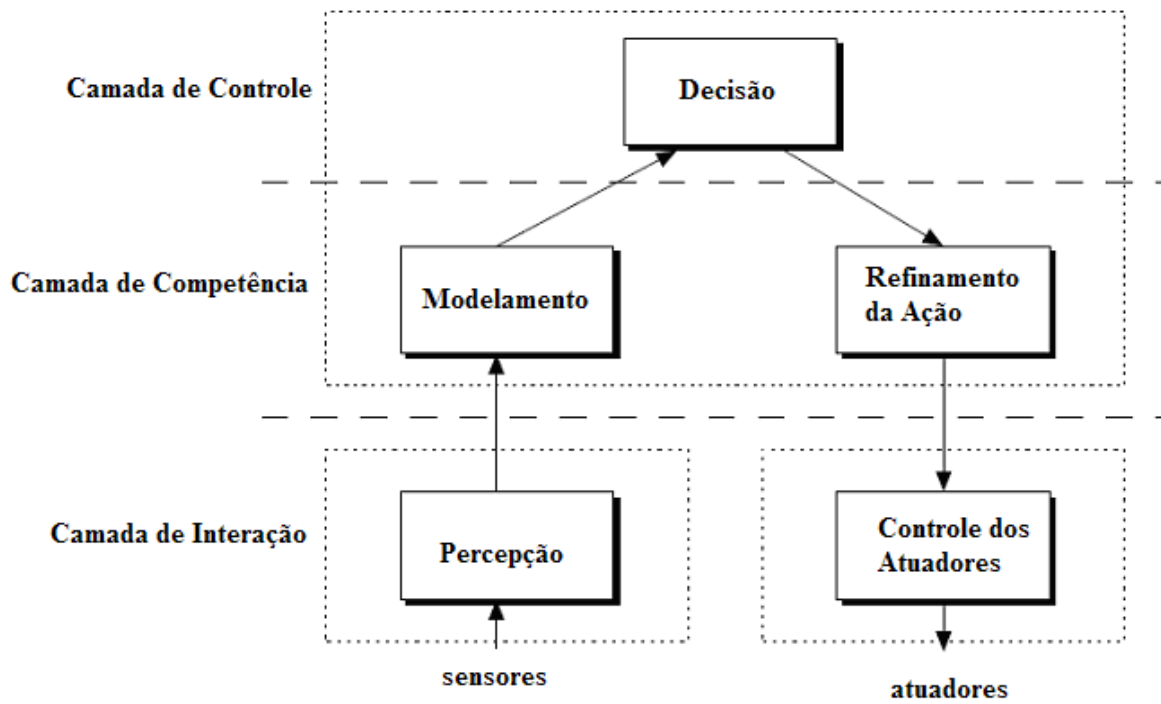 Camada de Controle
Decisão
Camada de Competência
Modelamento
Refinamento
da Ação
Camada de Interação
Percepção
Controle dos
Atuadores
sensores
atuadores